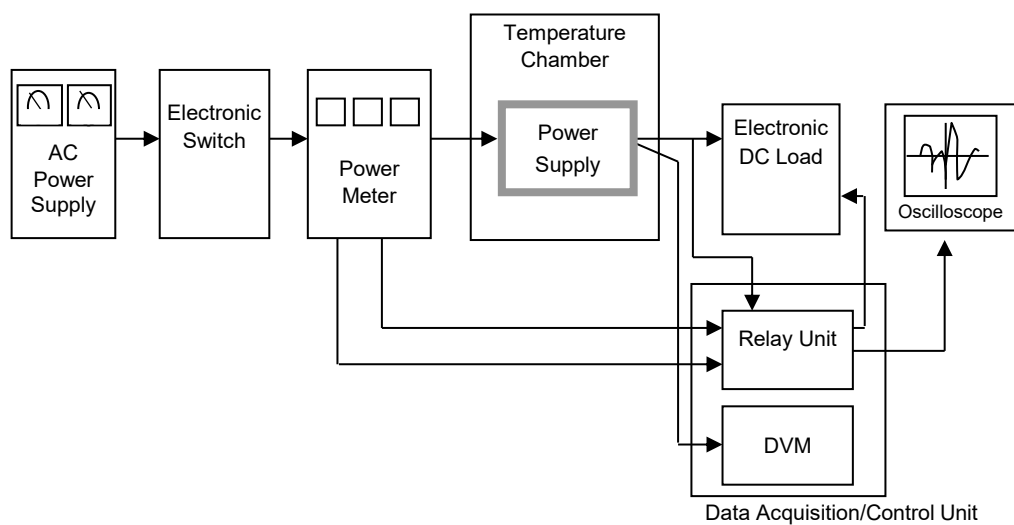 Temperature
Chamber
AC
Power
Supply
Electronic
Switch
Power
Meter
Power
Supply
Electronic
DC Load
Oscilloscope
Relay Unit
DVM
Data Acquisition/Control Unit